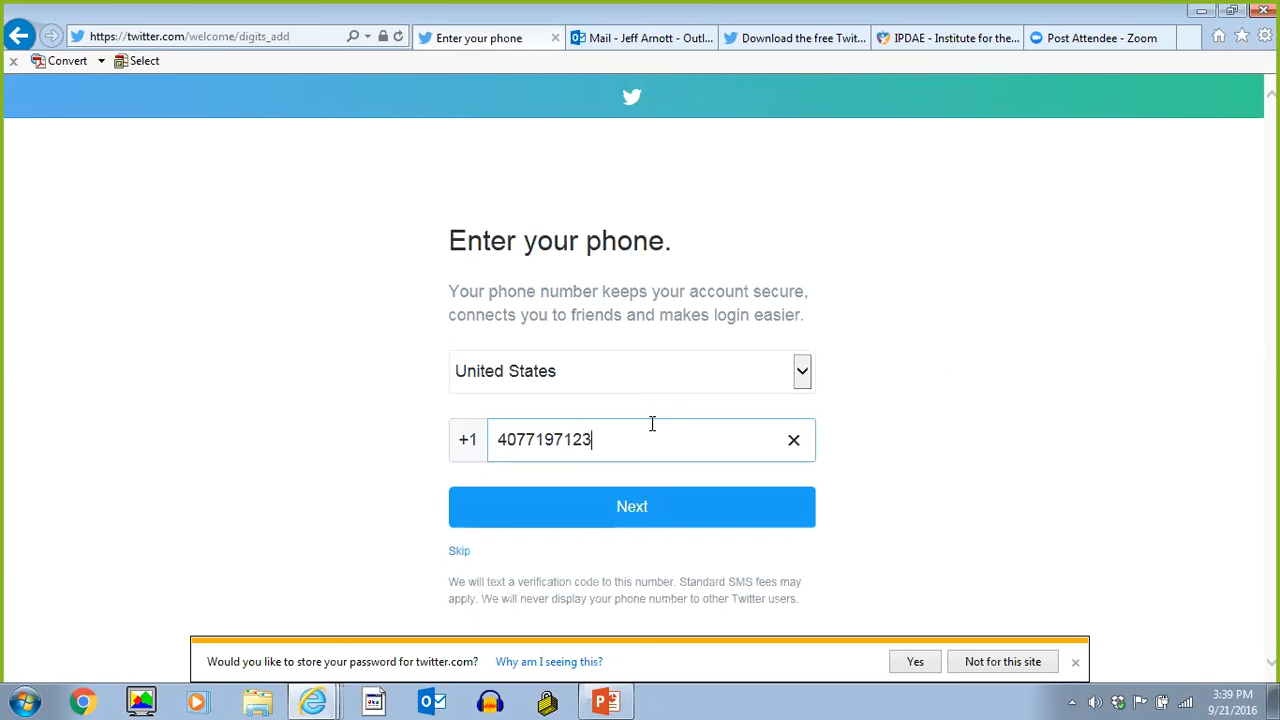 https://twitter.com/welcome/digits_add
Enter your phone
Mail - Jeff Arnott - Outl...
Download the free Twit...
IPDAE - Institute for the...
Post Attendee - Zoom
Convert
Select
Enter your phone.
Your phone number keeps your account secure,
connects you to friends and makes login easier.
United States
+1 4077197123
Next
Skip
We will text a verification code to this number. Standard SMS fees may
apply. We will never display your phone number to other Twitter users.
Would you like to store your password for twitter.com? Why am I seeing this? Yes Not for this site
3:39 PM
9/21/2016